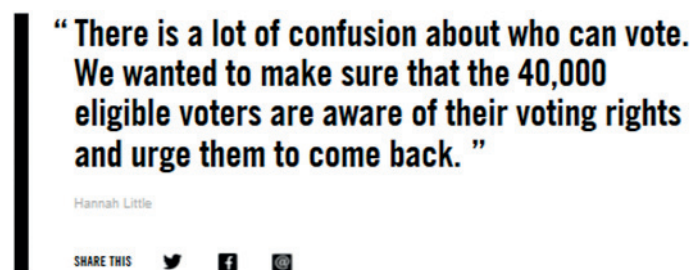 “ There is a lot of confusion about who can vote.
We wanted to make sure that the 40,000
eligible voters are aware of their voting rights
and urge them to come back. ”
Hannah Little
SHARE THIS